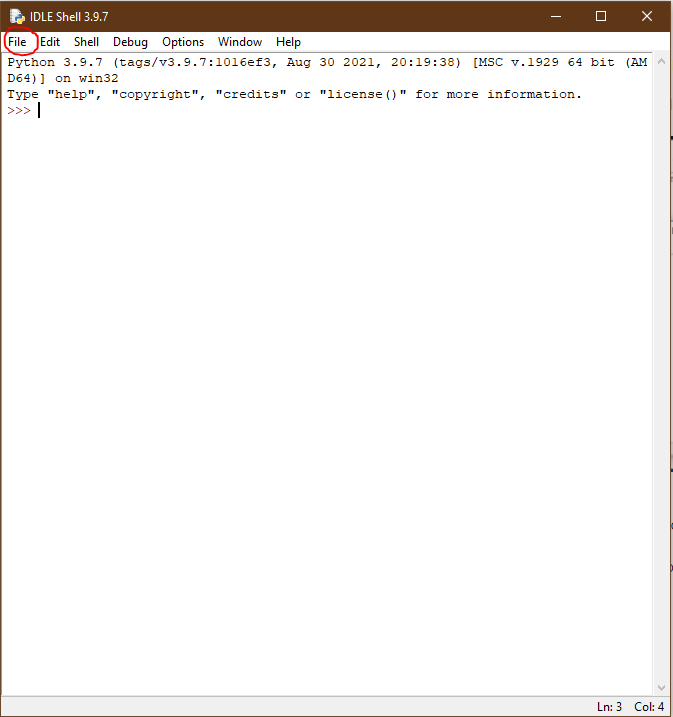 IDLE Shell 3.9.7
File Edit Shell Debug Options Window Help
Python 3.9.7 (tags/v3.9.7:1016ef3, Aug 30 2021, 20:19:38) [MSC v.1929 64 bit (AM
D64)] on win32
Type "help", "copyright", "credits" or "license()" for more information.
>>>
Ln: 3 Col: 4